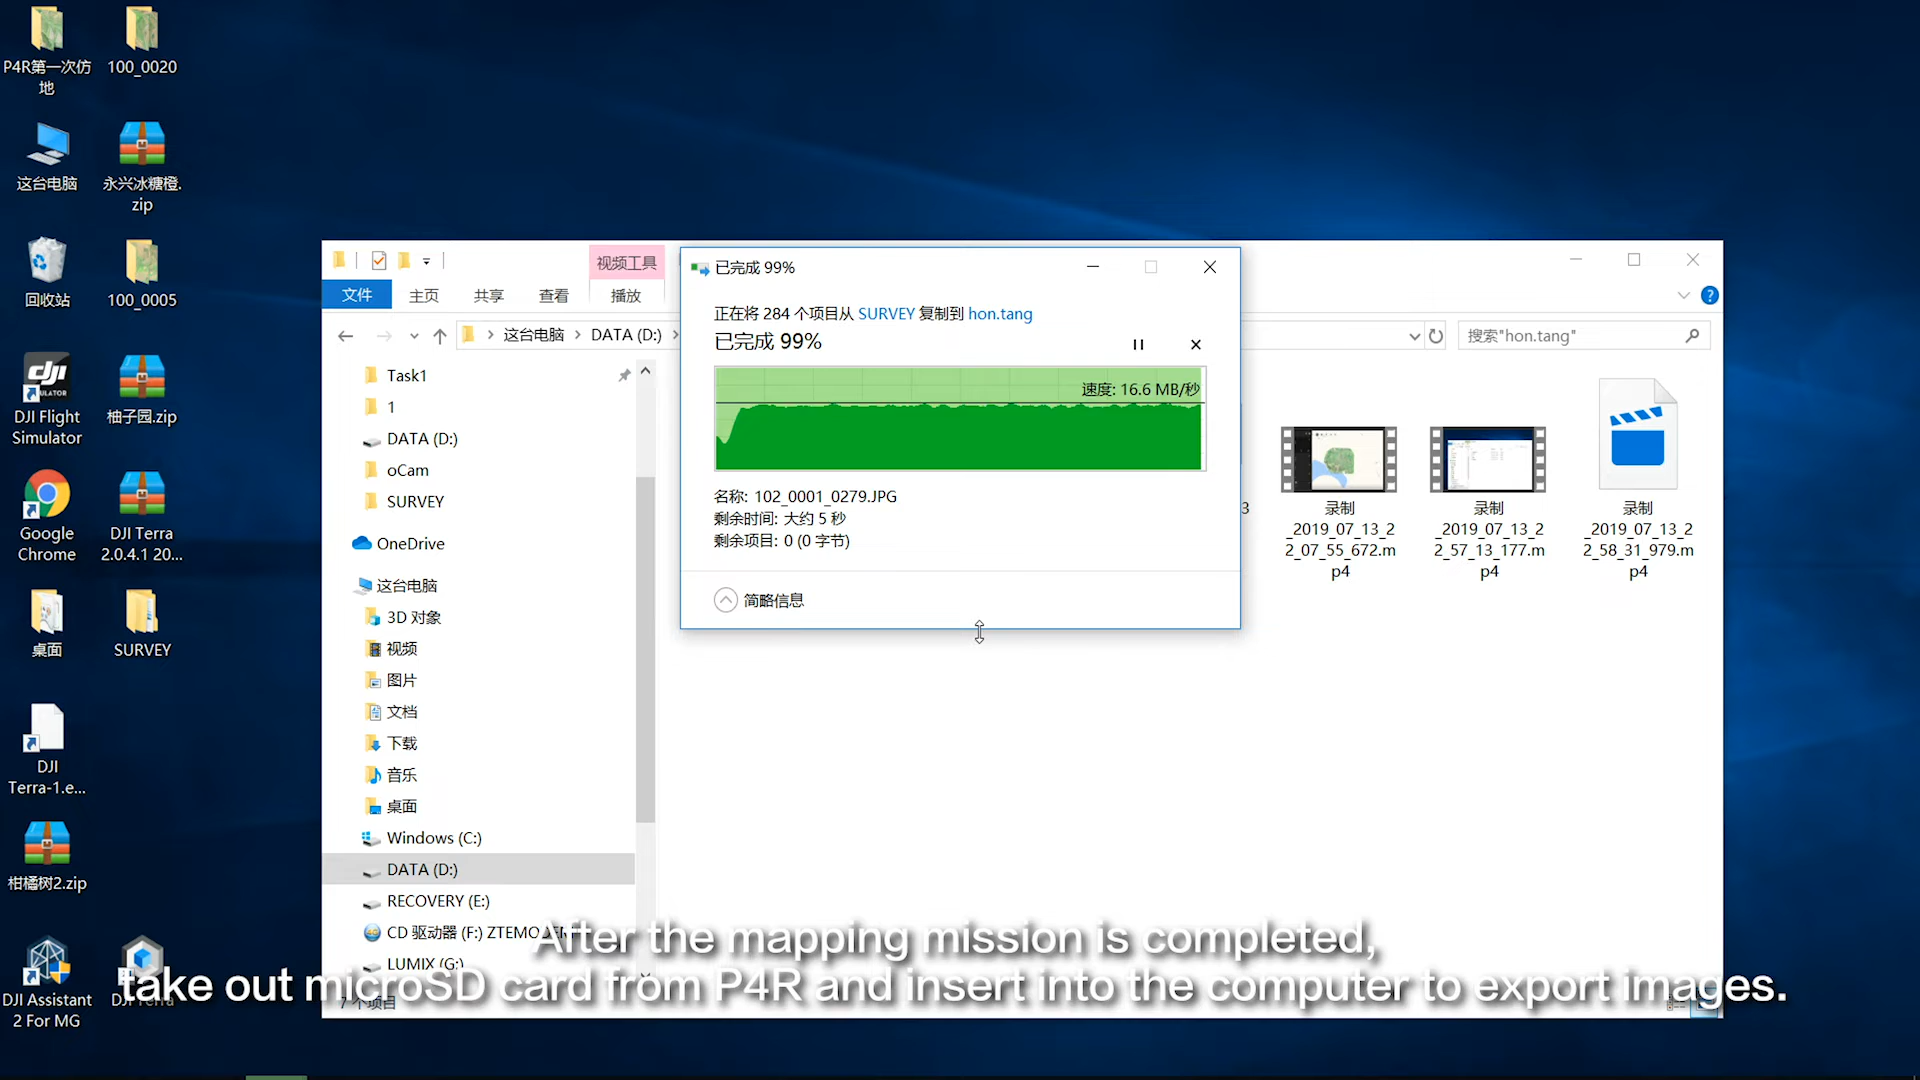 P4R第一次仿
地
100_0020
这台电脑
永兴冰糖橙.
zip
回收站
100_0005
DJI Flight
Simulator
柚子园.zip
Google
Chrome
DJI Terra
2.0.4.1 20...
桌面
SURVEY
DJI
Terra-1.e...
柑橘树2.zip
DJI Assistant
2 For MG
DJI Terra
视频工具
文件
主页
共享
查看
播放
这台电脑
DATA (D:)
搜索"hon.tang"
Task1
1
DATA (D:)
oCam
SURVEY
OneDrive
这台电脑
3D 对象
视频
图片
文档
下载
音乐
桌面
Windows (C:)
DATA (D:)
RECOVERY (E:)
CD 驱动器 (F:) ZTEMODEM
LUMIX (G:)
7 个项目
已完成 99%
正在将 284 个项目从 SURVEY 复制到 hon.tang
已完成 99%
速度: 16.6 MB/秒
名称: 102_0001_0279.JPG
剩余时间: 大约 5 秒
剩余项目: 0 (0 字节)
简略信息
3
录制
_2019_07_13_2
2_07_55_672.m
p4
录制
_2019_07_13_2
2_57_13_177.m
p4
录制
_2019_07_13_2
2_58_31_979.m
p4
After the mapping mission is completed,
take out microSD card from P4R and insert into the computer to export images.